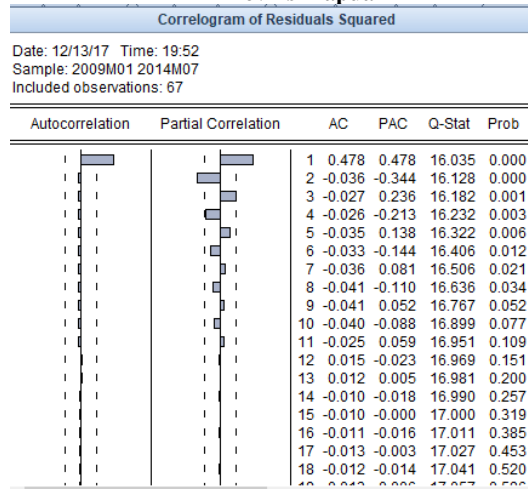 Correlogram of Residuals Squared
Date: 12/13/17 Time: 19:52
Sample: 2009M01 2014M07
Included observations: 67
Autocorrelation Partial Correlation AC PAC Q-Stat Prob
1 0.478 0.478 16.035 0.000
2 -0.036 -0.344 16.128 0.000
3 -0.027 0.236 16.182 0.001
4 -0.026 -0.213 16.232 0.003
5 -0.035 0.138 16.322 0.006
6 -0.033 -0.144 16.406 0.012
7 -0.036 0.081 16.506 0.021
8 -0.041 -0.110 16.636 0.034
9 -0.041 0.052 16.767 0.052
10 -0.040 -0.088 16.899 0.077
11 -0.025 0.059 16.951 0.109
12 0.015 -0.023 16.969 0.151
13 0.012 0.005 16.981 0.200
14 -0.010 -0.018 16.990 0.257
15 -0.010 -0.000 17.000 0.319
16 -0.011 -0.016 17.011 0.385
17 -0.013 -0.003 17.027 0.453
18 -0.012 -0.014 17.041 0.520